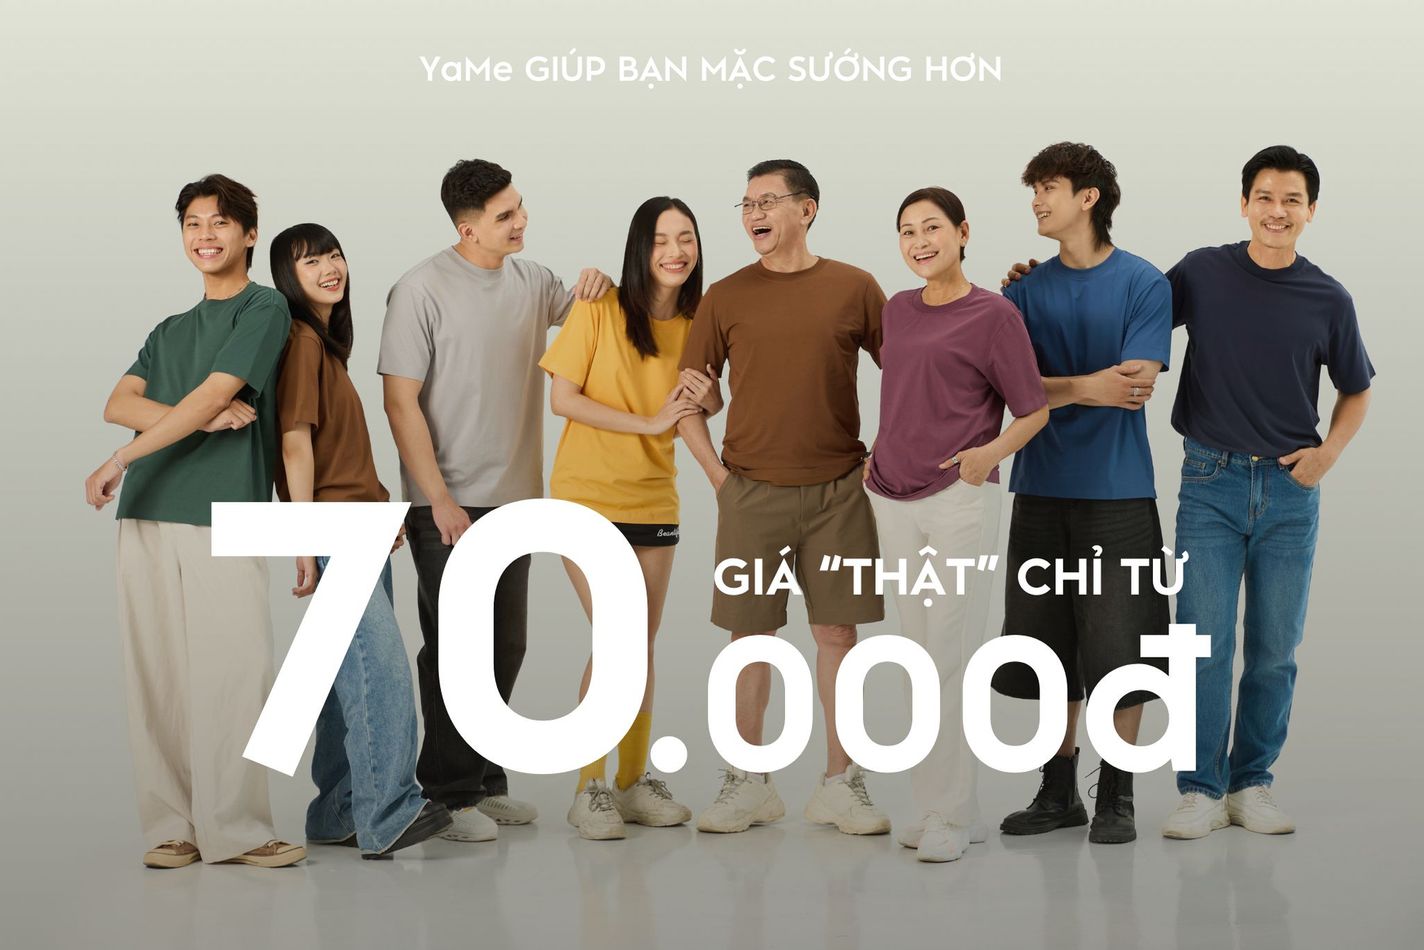 YaMe GIÚP BẠN MẶC SƯỚNG HƠN
GIÁ “THẬT” CHỈ TỪ
70.000đ